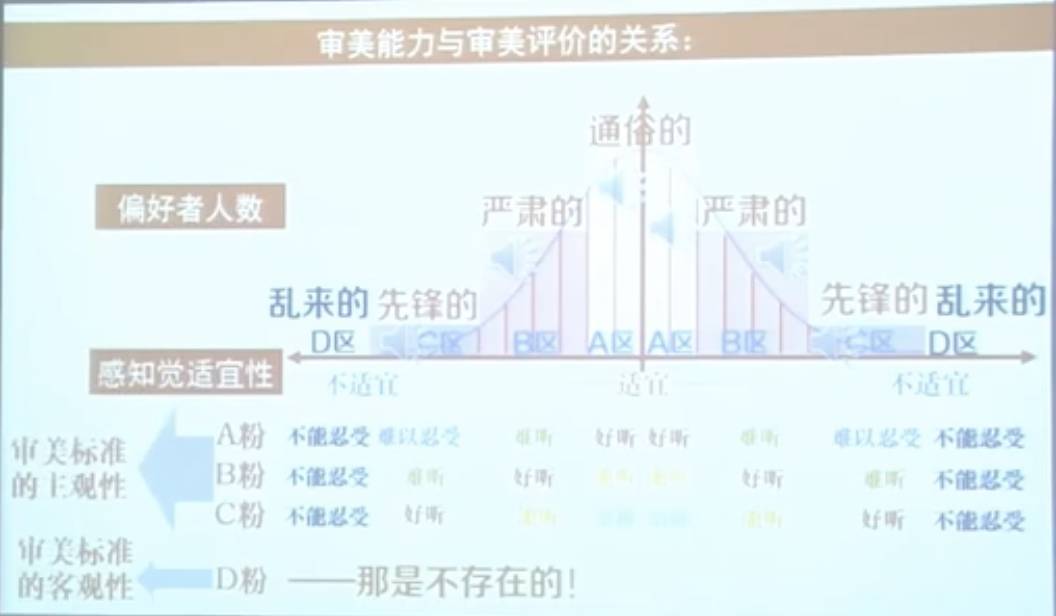 审美能力与审美评价的关系：
通俗的
偏好者人数
严肃的 严肃的
乱来的 先锋的 先锋的 乱来的
D区 C区 B区 A区 A区 B区 C区 D区
感知觉适宜性
不适宜 适宜 不适宜
A粉 不能忍受 难以忍受 难听 好听 好听 难听 难以忍受 不能忍受
审美标准
的主观性
B粉 不能忍受 难听 好听 好听 难听 不能忍受
C粉 不能忍受 好听 好听 不能忍受
审美标准
的客观性
D粉 ——那是不存在的！